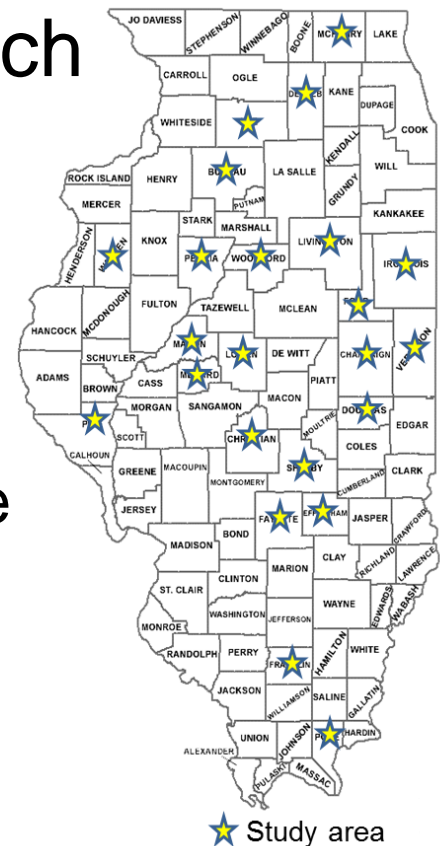 ch
JO DAVIESS
STEPHENSON
WINNEBAGO
BOONE
LAKE
CARROLL
OGLE
KANE
DUPAGE
COOK
WHITESIDE
KENDALL
WILL
ROCK ISLAND
HENRY
LA SALLE
GRUNDY
MERCER
PUTNAM
KANKAKEE
STARK
MARSHALL
HENDERSON
KNOX
FULTON
TAZEWELL
MCLEAN
HANCOCK
MCDONOUGH
SCHUYLER
DE WITT
ADAMS
BROWN
CASS
PIATT
MACON
MORGAN
SANGAMON
MOULTRIE
EDGAR
SCOTT
COLES
CALHOUN
GREENE
MACOUPIN
MONTGOMERY
CUMBERLAND
CLARK
e
JERSEY
JASPER
CRAWFORD
BOND
MADISON
CLAY
RICHLAND
LAWRENCE
MARION
CLINTON
ST. CLAIR
WAYNE
EDWARDS
WABASH
WASHINGTON
JEFFERSON
MONROE
RANDOLPH
PERRY
HAMILTON
WHITE
JACKSON
WILLIAMSON
SALINE
GALLATIN
UNION
JOHNSON
HARDIN
ALEXANDER
PULASKI
MASSAC
Study area